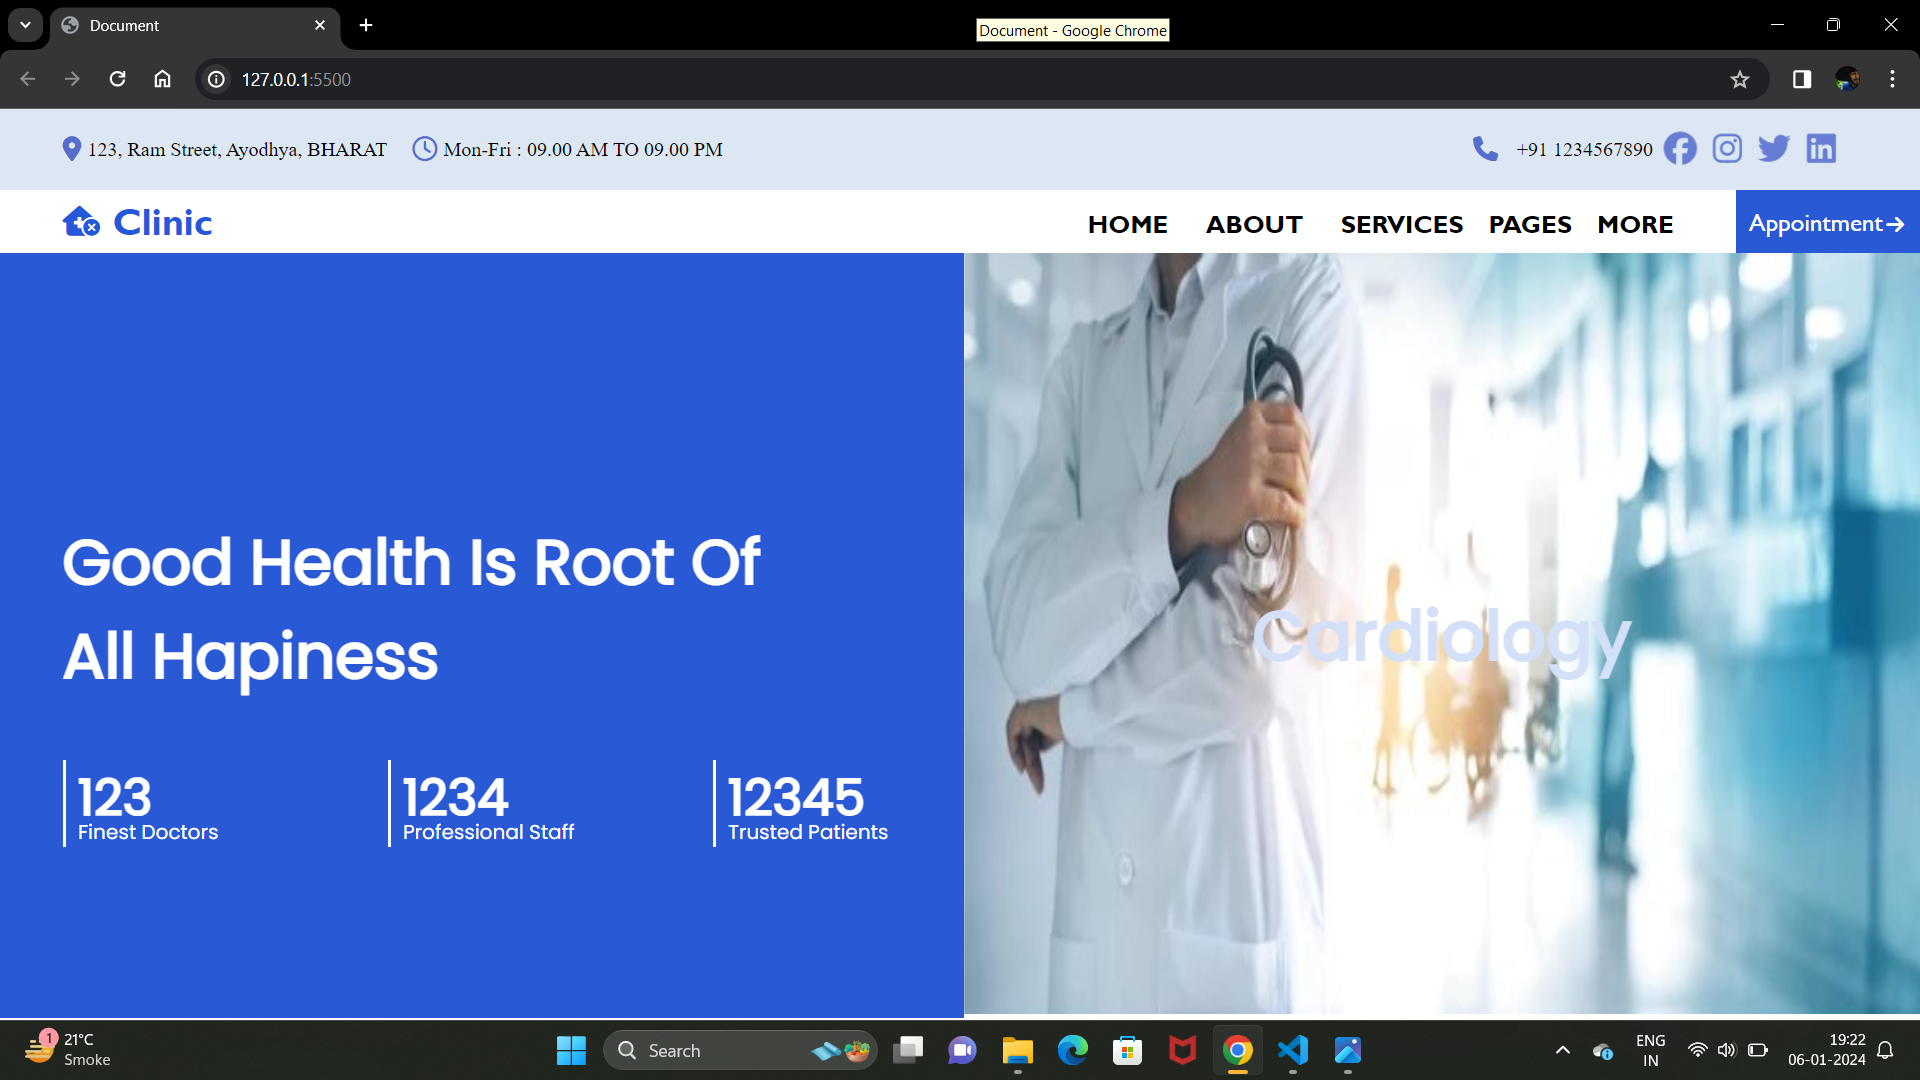 Document
Document - Google Chrome
127.0.0.1:5500
123, Ram Street, Ayodhya, BHARAT
Mon-Fri : 09.00 AM TO 09.00 PM
+91 1234567890
Clinic
HOME
ABOUT
SERVICES
PAGES
MORE
Appointment
Good Health Is Root Of
All Hapiness
Cardiology
123
Finest Doctors
1234
Professional Staff
12345
Trusted Patients
1
21°C
Smoke
Search
ENG
IN
19:22
06-01-2024